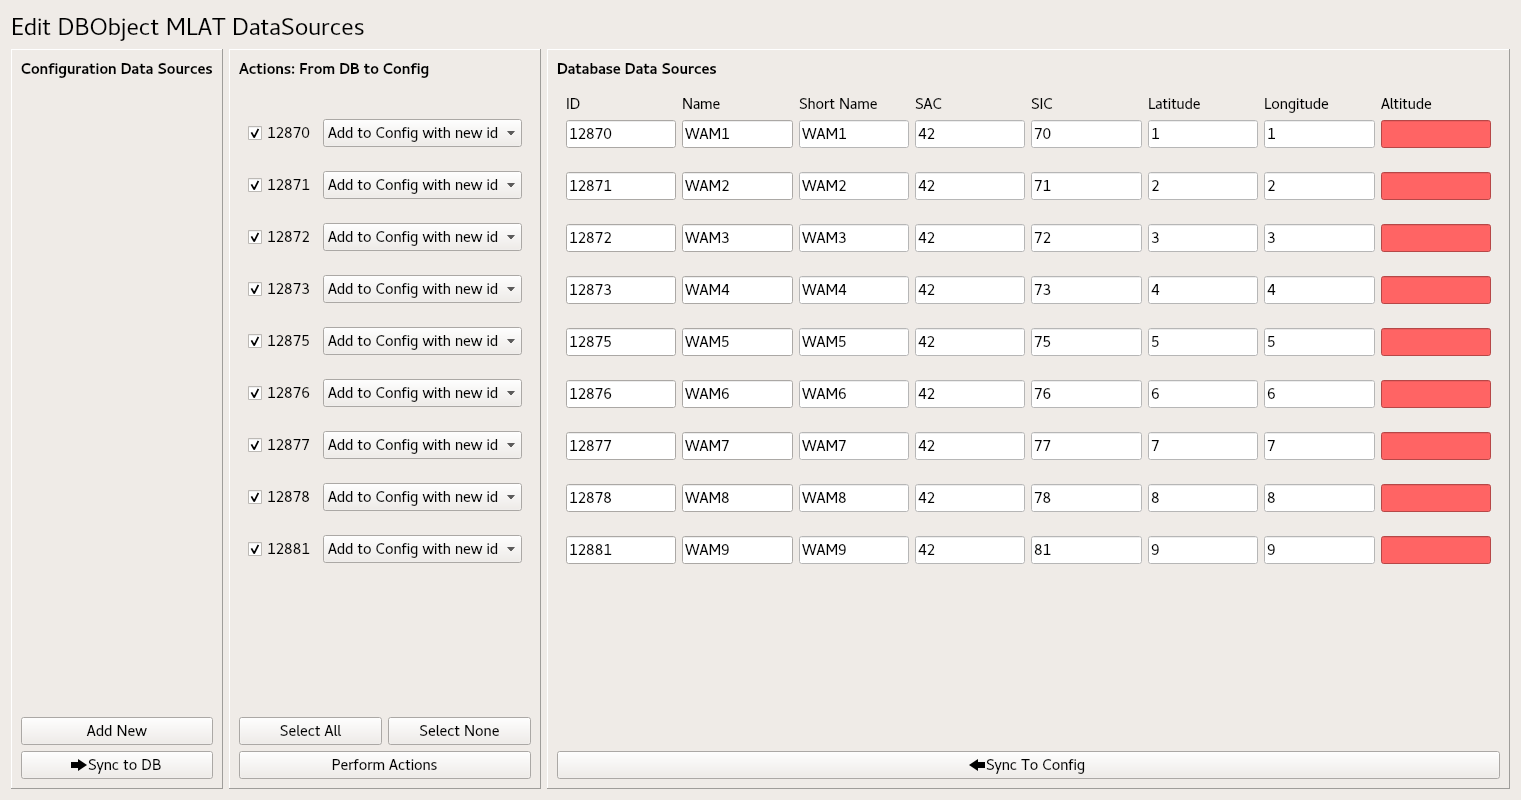 Edit DBObject MLAT DataSources
Configuration Data Sources
Actions: From DB to Config
Database Data Sources
ID Name Short Name SAC SIC Latitude Longitude Altitude
12870 Add to Config with new id 12870 WAM1 WAM1 42 70 1 1
12871 Add to Config with new id 12871 WAM2 WAM2 42 71 2 2
12872 Add to Config with new id 12872 WAM3 WAM3 42 72 3 3
12873 Add to Config with new id 12873 WAM4 WAM4 42 73 4 4
12875 Add to Config with new id 12875 WAM5 WAM5 42 75 5 5
12876 Add to Config with new id 12876 WAM6 WAM6 42 76 6 6
12877 Add to Config with new id 12877 WAM7 WAM7 42 77 7 7
12878 Add to Config with new id 12878 WAM8 WAM8 42 78 8 8
12881 Add to Config with new id 12881 WAM9 WAM9 42 81 9 9
Add New Select All Select None
Sync to DB Perform Actions Sync To Config